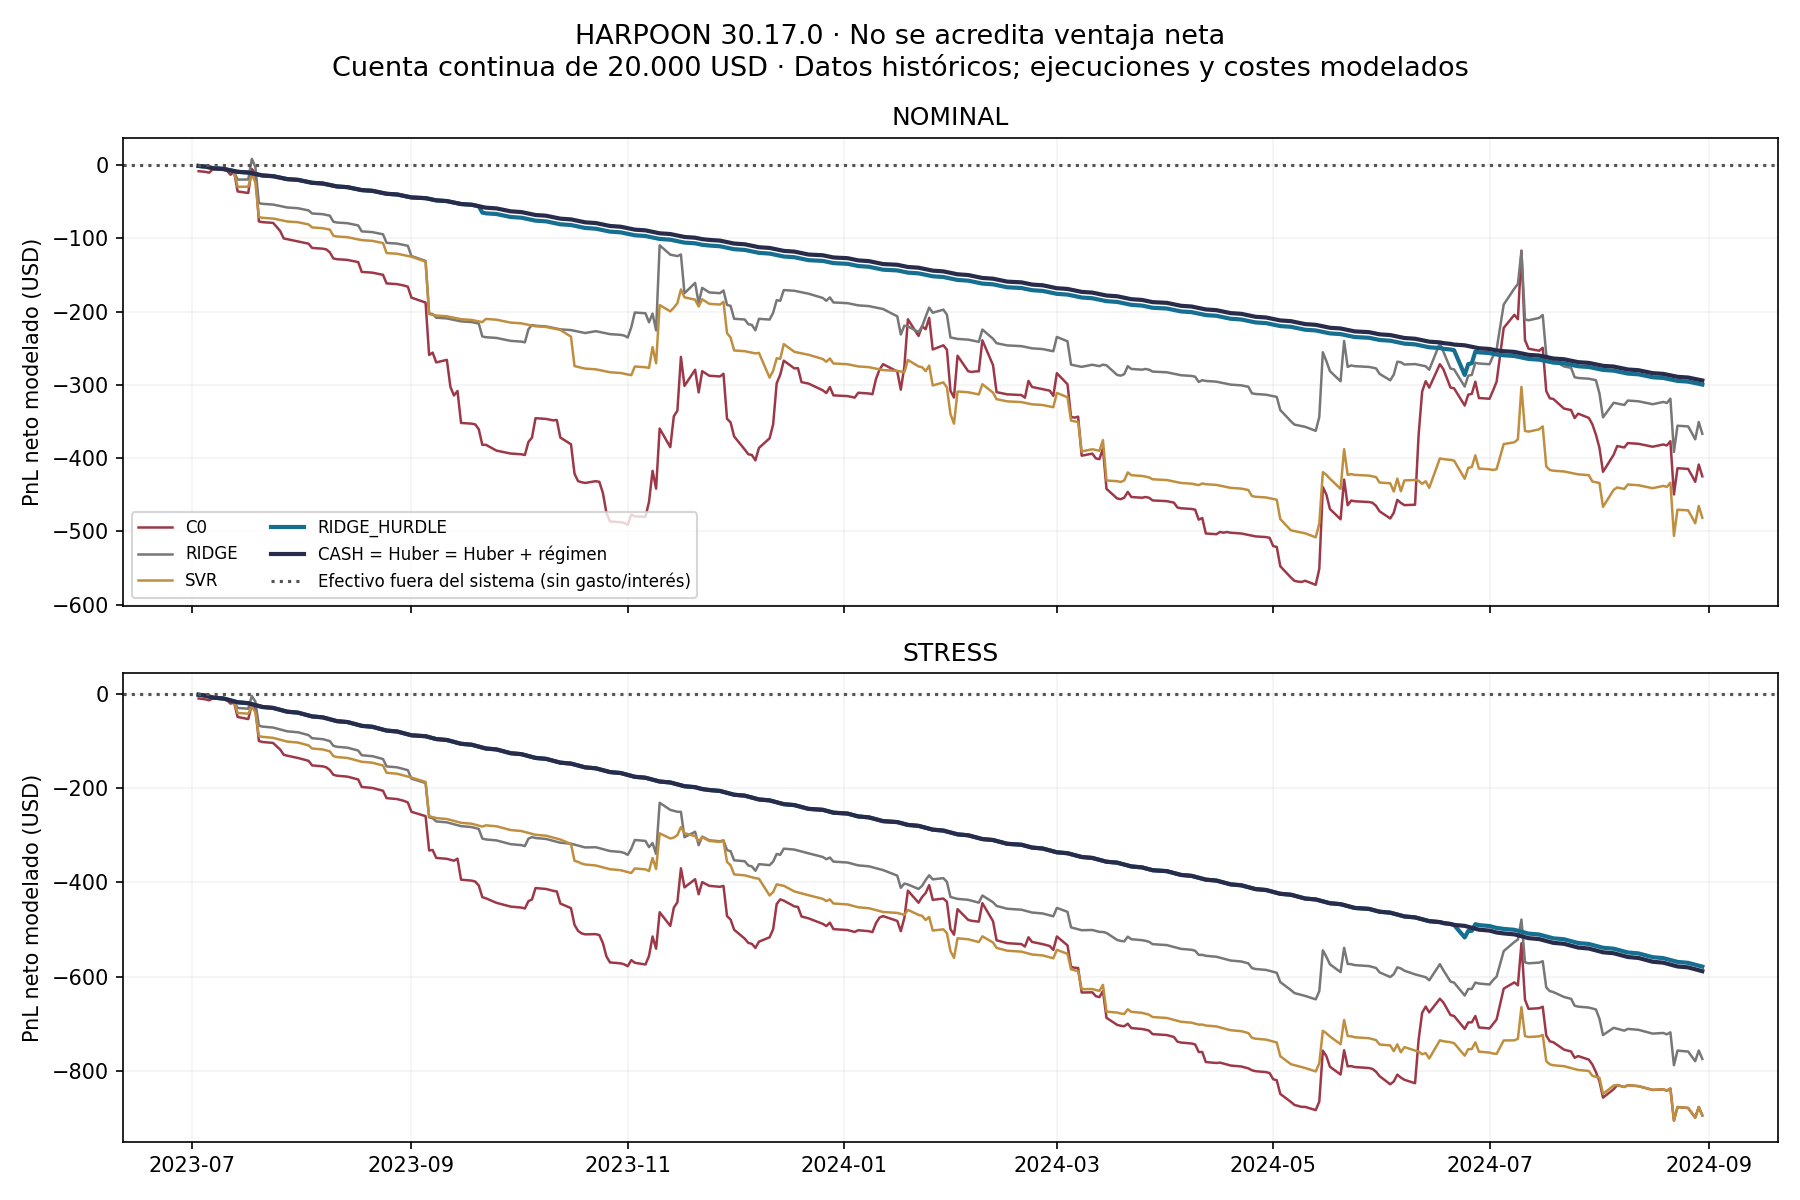 HARPOON 30.17.0 · No se acredita ventaja neta
Cuenta continua de 20.000 USD · Datos históricos; ejecuciones y costes modelados
NOMINAL
PnL neto modelado (USD)
0
−100
−200
−300
−400
−500
−600
C0
RIDGE
SVR
RIDGE_HURDLE
CASH = Huber = Huber + régimen
Efectivo fuera del sistema (sin gasto/interés)
STRESS
PnL neto modelado (USD)
0
−200
−400
−600
−800
2023-07
2023-09
2023-11
2024-01
2024-03
2024-05
2024-07
2024-09